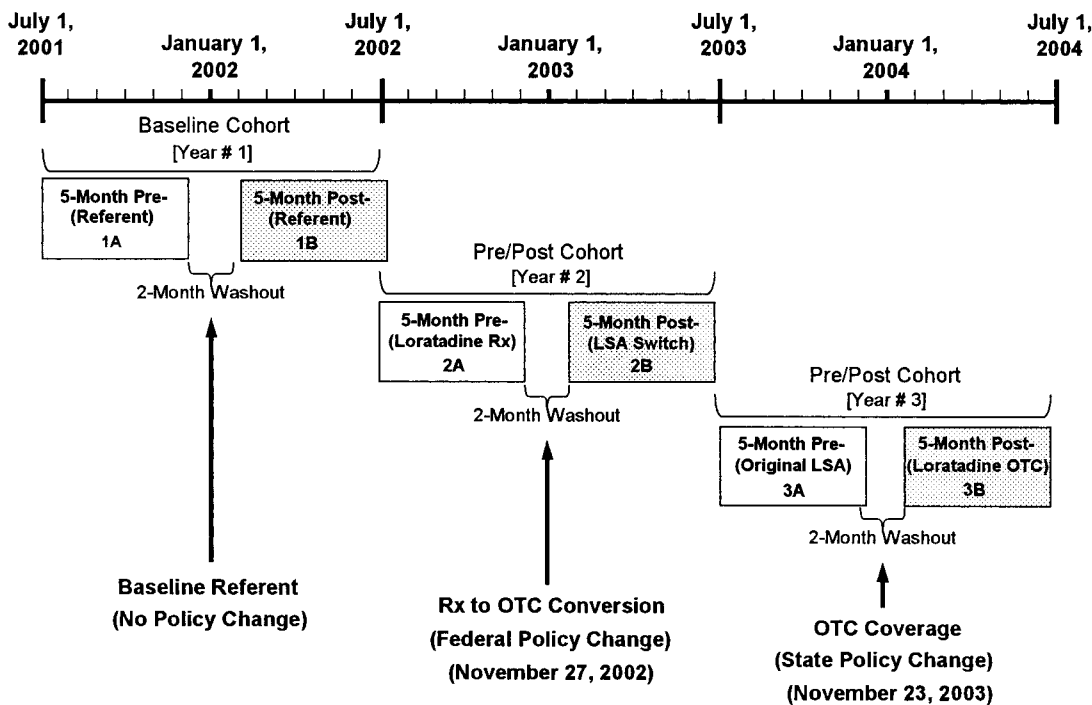 July 1,
2001
January 1,
2002
July 1,
2002
January 1,
2003
July 1,
2003
January 1,
2004
July 1,
2004
Baseline Cohort
[Year # 1]
5-Month Pre-
(Referent)
1A
5-Month Post-
(Referent)
1B
2-Month Washout
Pre/Post Cohort
[Year # 2]
5-Month Pre-
(Loratadine Rx)
2A
5-Month Post-
(LSA Switch)
2B
2-Month Washout
Pre/Post Cohort
[Year # 3]
5-Month Pre-
(Original LSA)
3A
5-Month Post-
(Loratadine OTC)
3B
2-Month Washout
Baseline Referent
(No Policy Change)
Rx to OTC Conversion
(Federal Policy Change)
(November 27, 2002)
OTC Coverage
(State Policy Change)
(November 23, 2003)